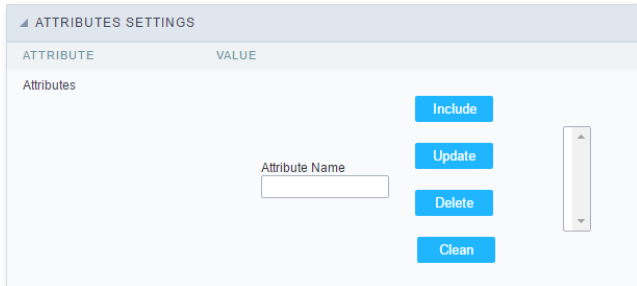 ATTRIBUTES SETTINGS
ATTRIBUTE VALUE
Attributes
Include
Attribute Name
Update
Delete
Clean